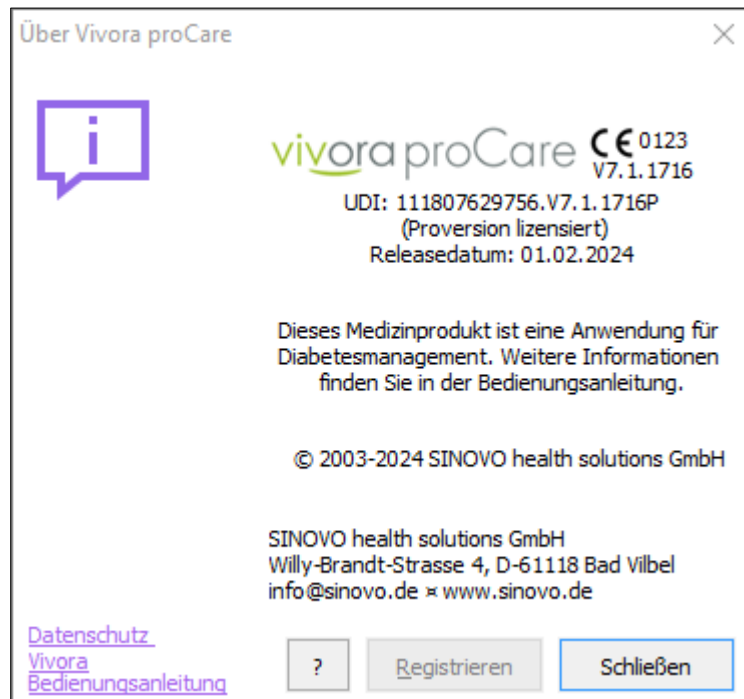 Über Vivora proCare
i
vivora proCare CE 0123
V7.1.1716
UDI: 111807629756.V7.1.1716P
(Proversion lizensiert)
Releasedatum: 01.02.2024
Dieses Medizinprodukt ist eine Anwendung für
Diabetesmanagement. Weitere Informationen
finden Sie in der Bedienungsanleitung.
© 2003-2024 SINOVO health solutions GmbH
SINOVO health solutions GmbH
Willy-Brandt-Strasse 4, D-61118 Bad Vilbel
info@sinovo.de ¤ www.sinovo.de
Datenschutz
Vivora
Bedienungsanleitung
? Registrieren Schließen